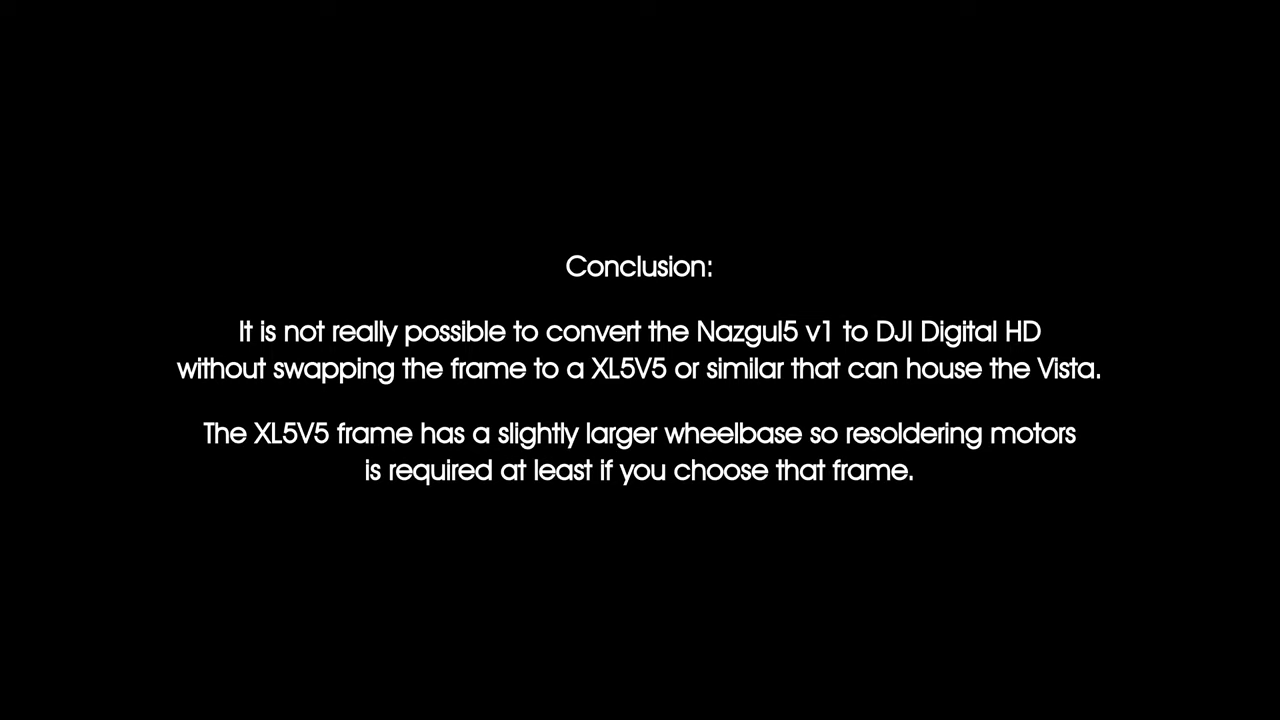 Conclusion:
It is not really possible to convert the Nazgul5 v1 to DJI Digital HD
without swapping the frame to a XL5V5 or similar that can house the Vista.
The XL5V5 frame has a slightly larger wheelbase so resoldering motors
is required at least if you choose that frame.